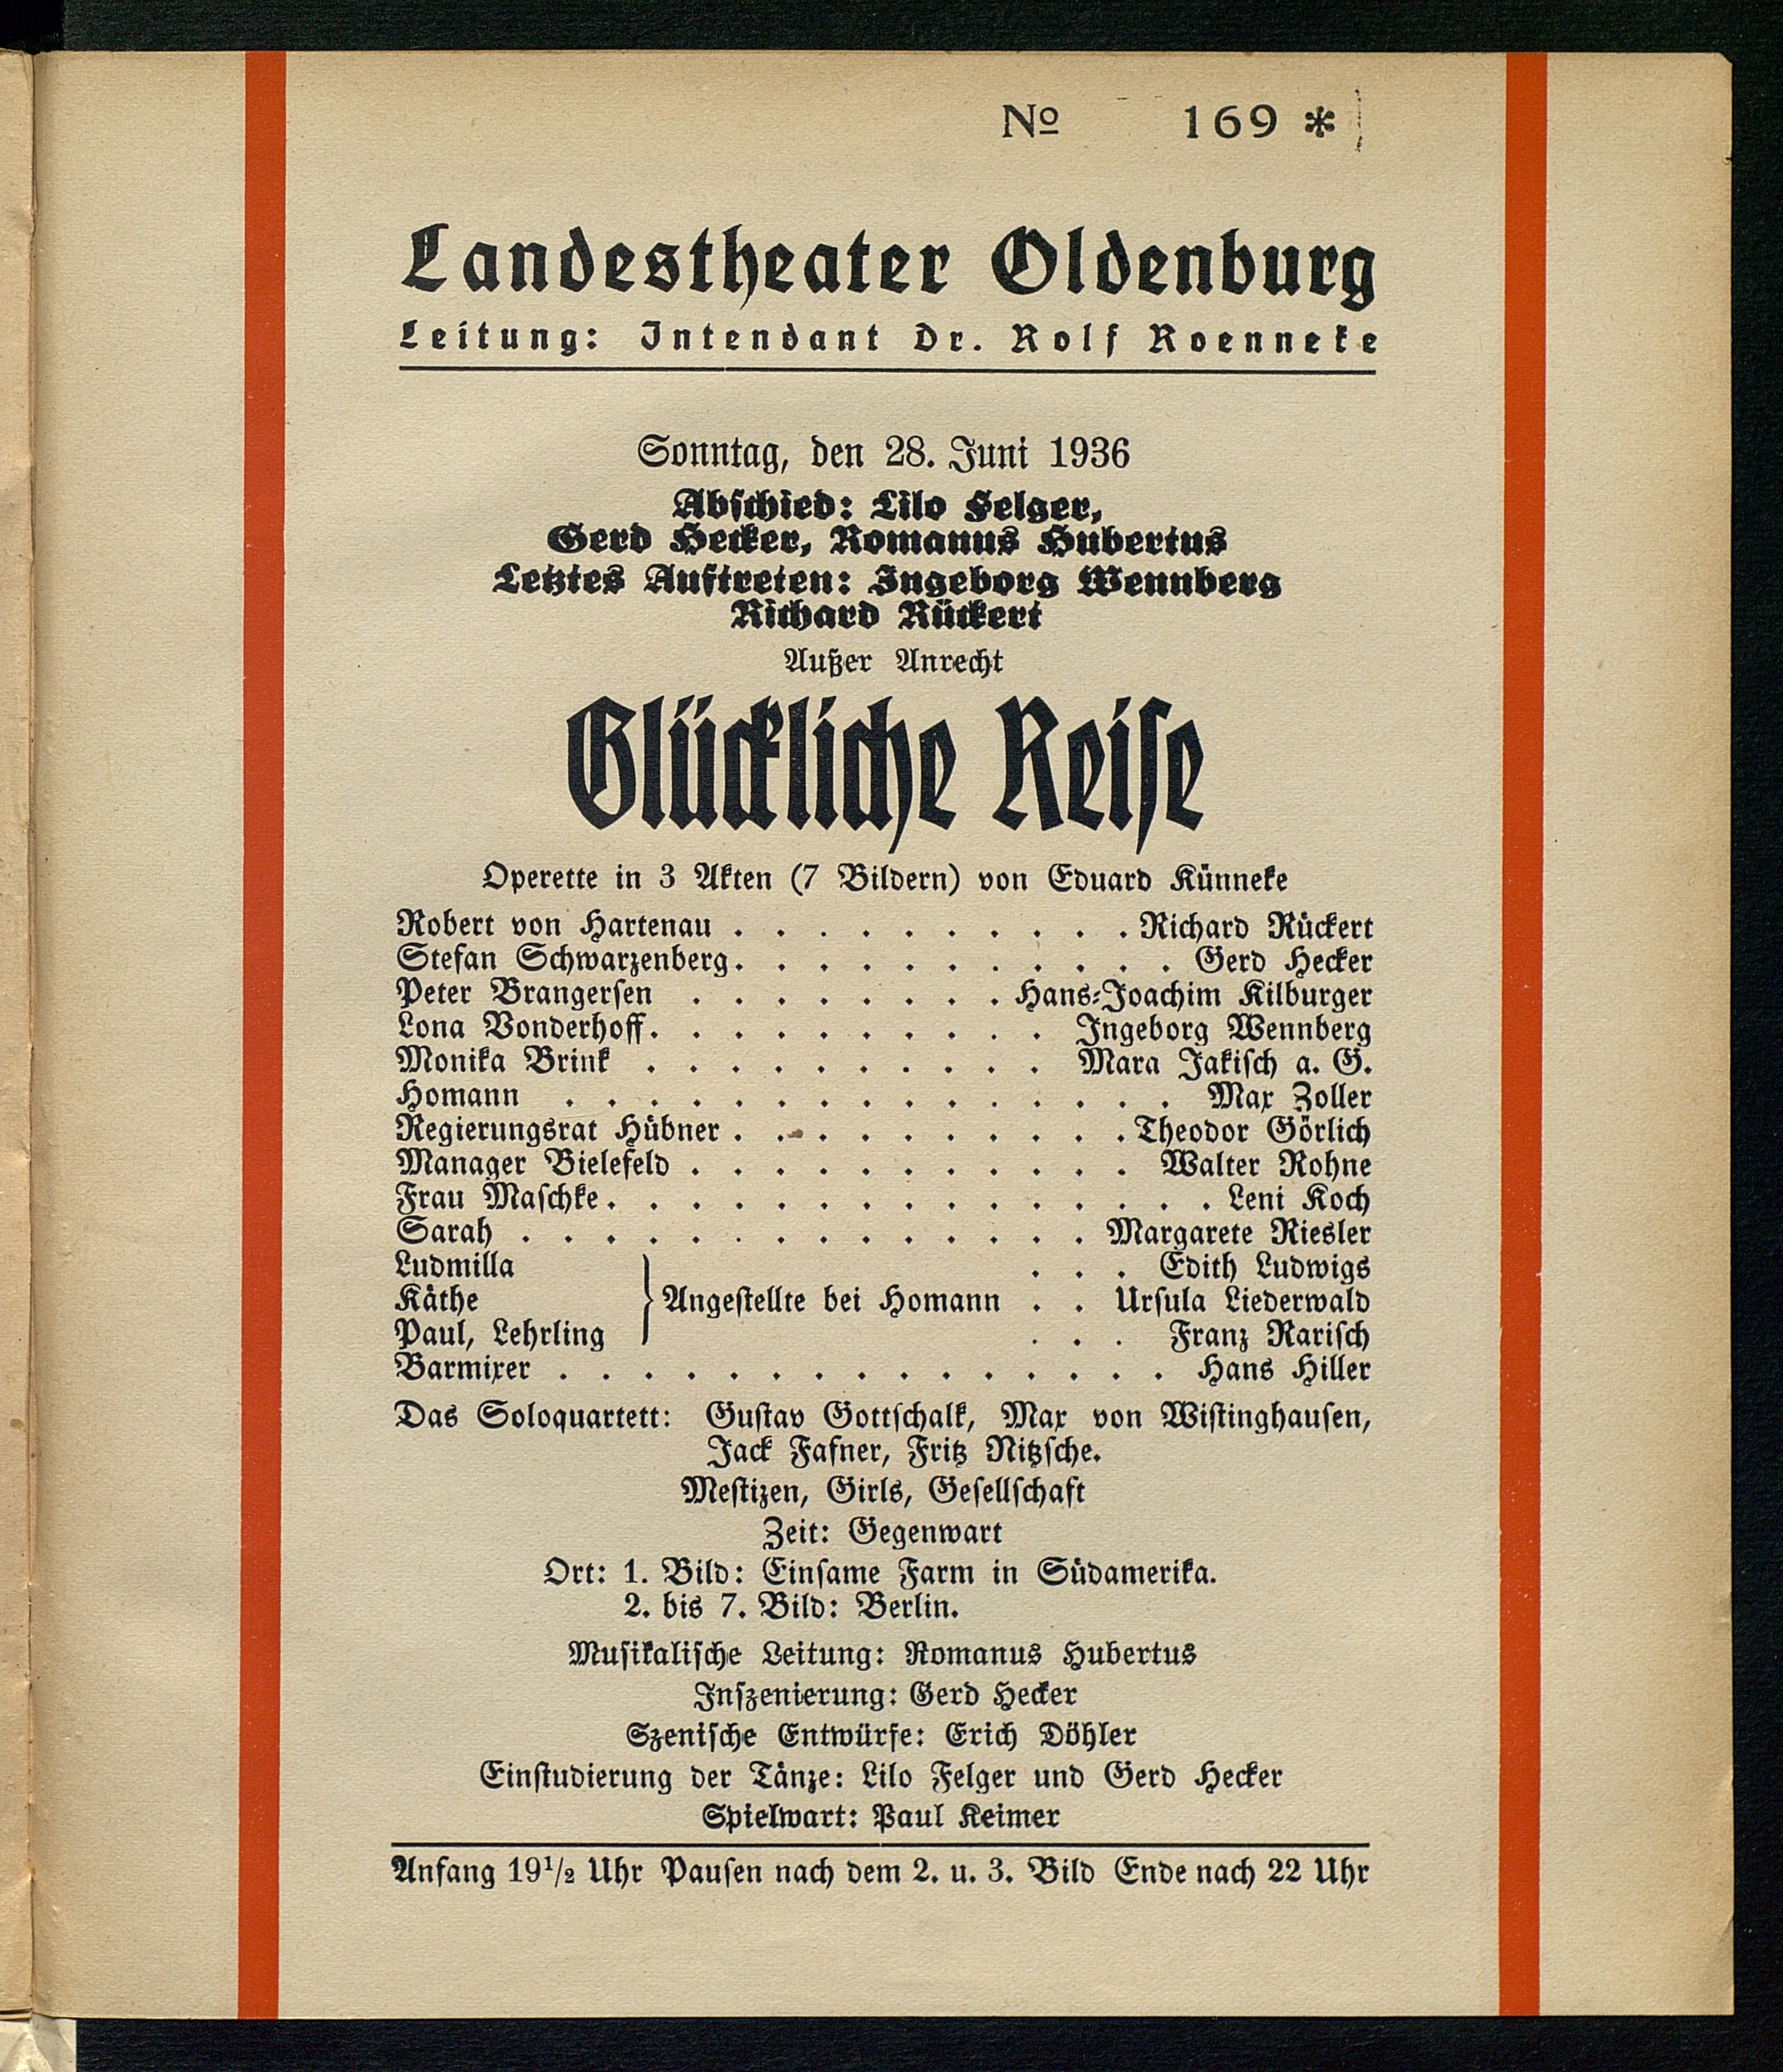 No 169 *
Landestheater Oldenburg
Leitung: Intendant Dr. Rolf Roenneke
Sonntag, den 28. Juni 1936
Abschied: Lilo Felger,
Gerd Hecker, Romanus Hubertus
Letztes Auftreten: Ingeborg Wennberg
Richard Rückert
Außer Anrecht
Glückliche Reise
Operette in 3 Akten (7 Bildern) von Eduard Künneke
Robert von Hartenau . . . . . . . . . . Richard Rückert
Stefan Schwarzenberg . . . . . . . . . . . Gerd Hecker
Peter Brangersen . . . . . . . . Hans-Joachim Kilburger
Lona Vonderhoff . . . . . . . . . . Ingeborg Wennberg
Monika Brink . . . . . . . . . . Mara Jakisch a. G.
Homann . . . . . . . . . . . . . . . Max Zoller
Regierungsrat Hübner . . . . . . . . . . Theodor Görlich
Manager Bielefeld . . . . . . . . . . . Walter Rohne
Frau Maschke . . . . . . . . . . . . . . . Leni Koch
Sarah . . . . . . . . . . . . . . Margarete Riesler
Ludmilla . . . Edith Ludwigs
Käthe } Angestellte bei Homann . . Ursula Liederwald
Paul, Lehrling . . . Franz Rarisch
Barmixer . . . . . . . . . . . . . . . Hans Hiller
Das Soloquartett: Gustav Gottschalk, Max von Wistinghausen,
Jack Fafner, Fritz Nitzsche.
Mestizen, Girls, Gesellschaft
Zeit: Gegenwart
Ort: 1. Bild: Einsame Farm in Südamerika.
2. bis 7. Bild: Berlin.
Musikalische Leitung: Romanus Hubertus
Inszenierung: Gerd Hecker
Szenische Entwürfe: Erich Döhler
Einstudierung der Tänze: Lilo Felger und Gerd Hecker
Spielwart: Paul Keimer
Anfang 19½ Uhr Pausen nach dem 2. u. 3. Bild Ende nach 22 Uhr